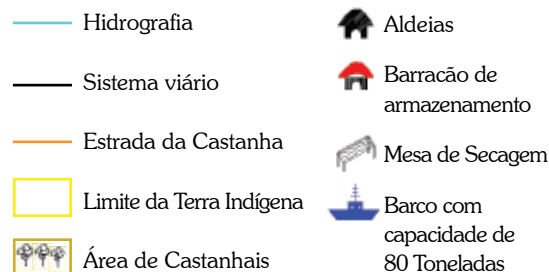 Hidrografia
Sistema viário
Estrada da Castanha
Limite da Terra Indígena
Área de Castanhais
Aldeias
Barracão de
armazenamento
Mesa de Secagem
Barco com
capacidade de
80 Toneladas